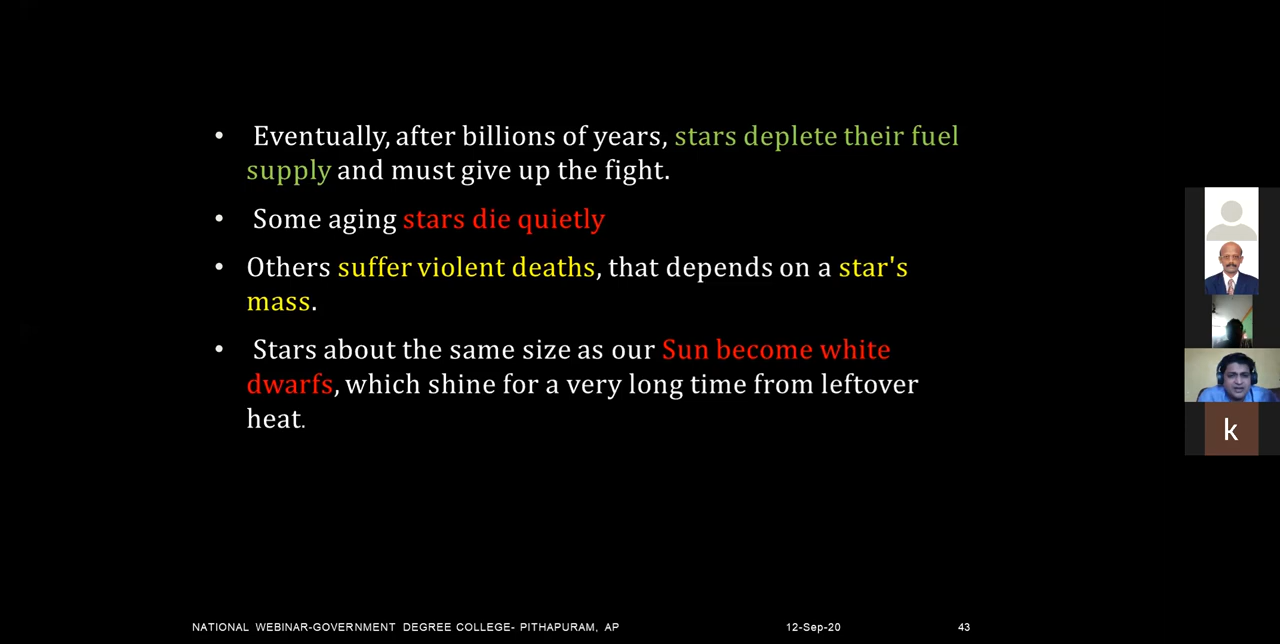 • Eventually, after billions of years, stars deplete their fuel
supply and must give up the fight.
• Some aging stars die quietly
• Others suffer violent deaths, that depends on a star's
mass.
• Stars about the same size as our Sun become white
dwarfs, which shine for a very long time from leftover
heat.
k
NATIONAL WEBINAR-GOVERNMENT DEGREE COLLEGE- PITHAPURAM, AP 12-Sep-20 43